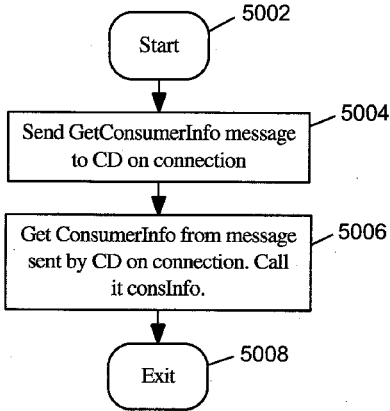 5002
Start
5004
Send GetConsumerInfo message
to CD on connection
5006
Get ConsumerInfo from message
sent by CD on connection. Call
it consInfo.
5008
Exit